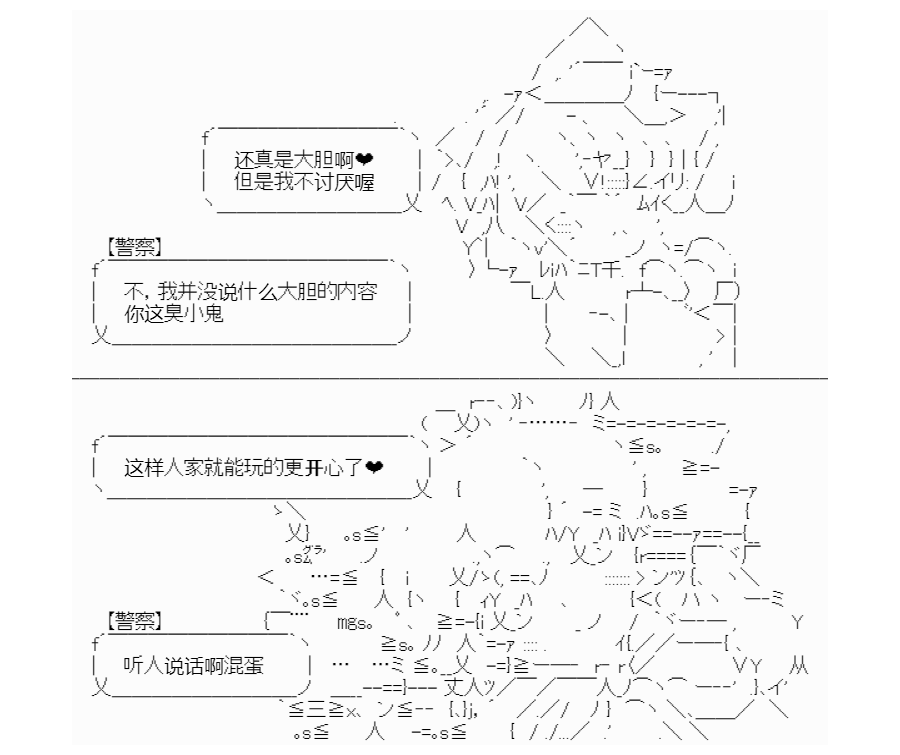 还真是大胆啊❤
但是我不讨厌喔
【警察】
不，我并没说什么大胆的内容
你这臭小鬼
这样人家就能玩的更开心了❤
【警察】
听人说话啊混蛋